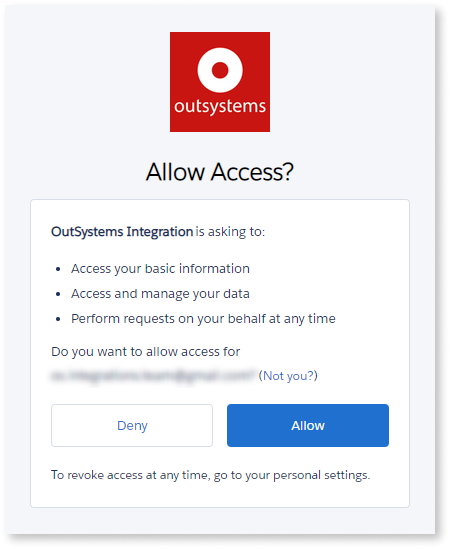 outsystems
Allow Access?
OutSystems Integration is asking to:
• Access your basic information
• Access and manage your data
• Perform requests on your behalf at any time
Do you want to allow access for
(Not you?)
Deny
Allow
To revoke access at any time, go to your personal settings.